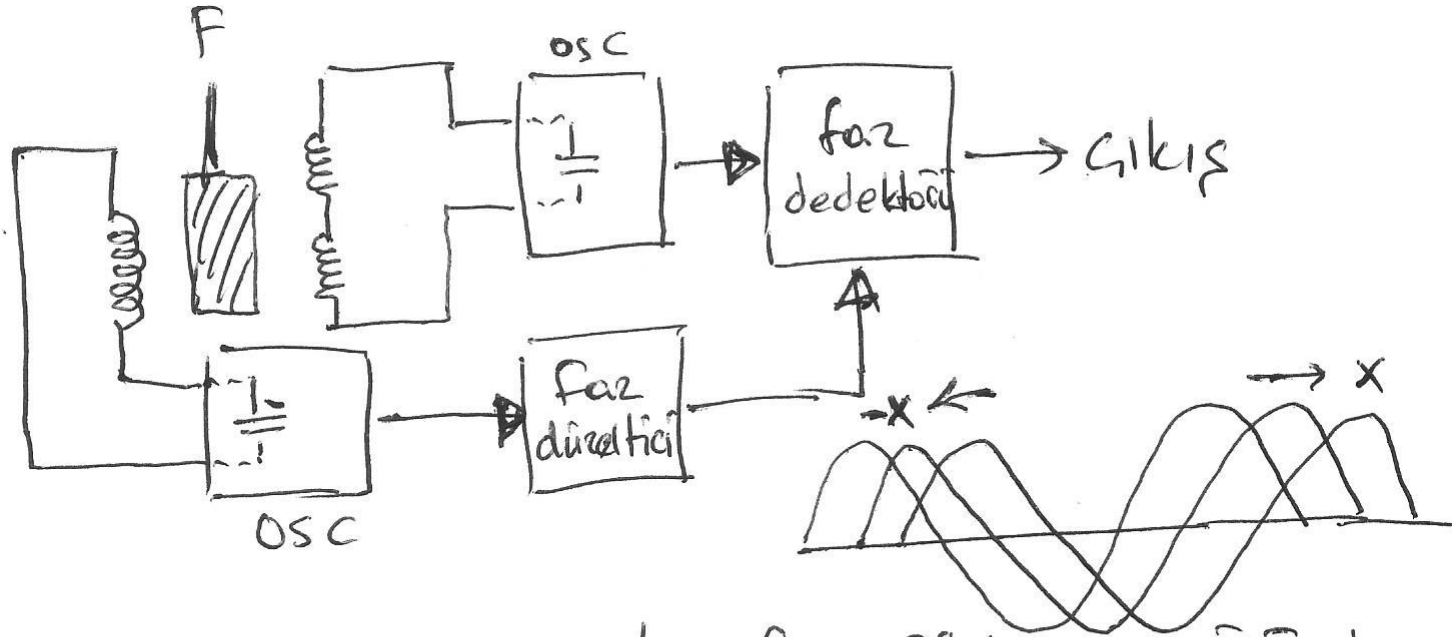 F
OSC
faz
dedektörü
Çıkış
faz
düzeltici
OSC
-X
X